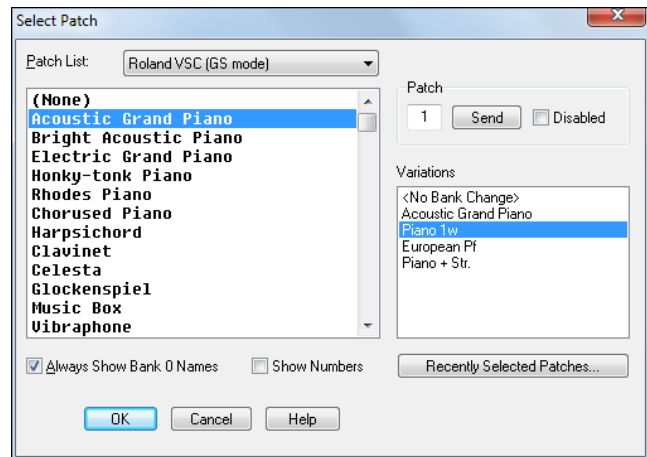 Select Patch
Patch List:
Roland VSC (GS mode)
(None)
Acoustic Grand Piano
Bright Acoustic Piano
Electric Grand Piano
Honky-tonk Piano
Rhodes Piano
Chorused Piano
Harpsichord
Clavinet
Celesta
Glockenspiel
Music Box
Vibraphone
Patch
1
Send
Disabled
Variations
<No Bank Change>
Acoustic Grand Piano
Piano 1w
European Pf
Piano + Str.
Always Show Bank 0 Names
Show Numbers
Recently Selected Patches...
OK
Cancel
Help